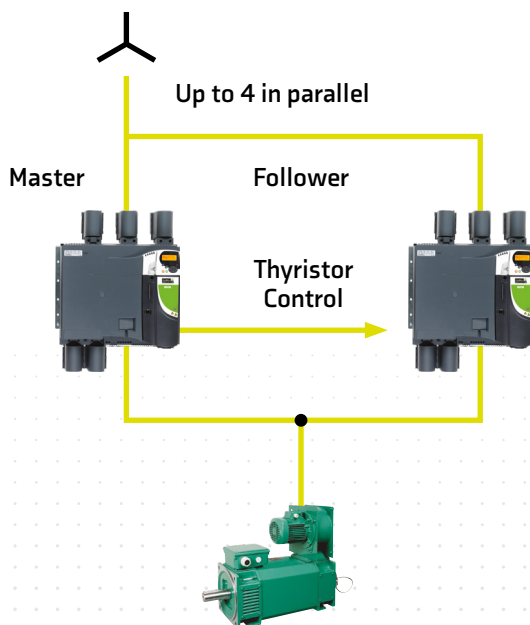 Up to 4 in parallel
Master
Follower
Thyristor
Control